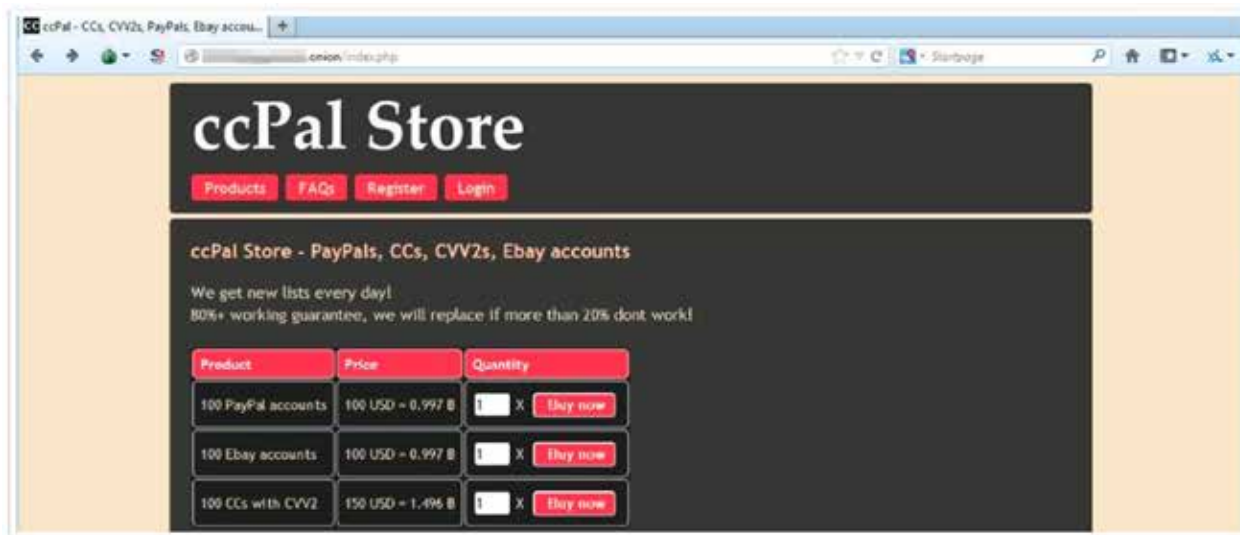 ccPal - CCs, CVV2s, PayPals, Ebay accou...
.onion/index.php
Startpage
ccPal Store
Products FAQs Register Login
ccPal Store - PayPals, CCs, CVV2s, Ebay accounts
We get new lists every day!
80%+ working guarantee, we will replace if more than 20% dont work!
Product Price Quantity
100 PayPal accounts 100 USD = 0.997 ฿ 1 X Buy now
100 Ebay accounts 100 USD = 0.997 ฿ 1 X Buy now
100 CCs with CVV2 150 USD = 1.496 ฿ 1 X Buy now